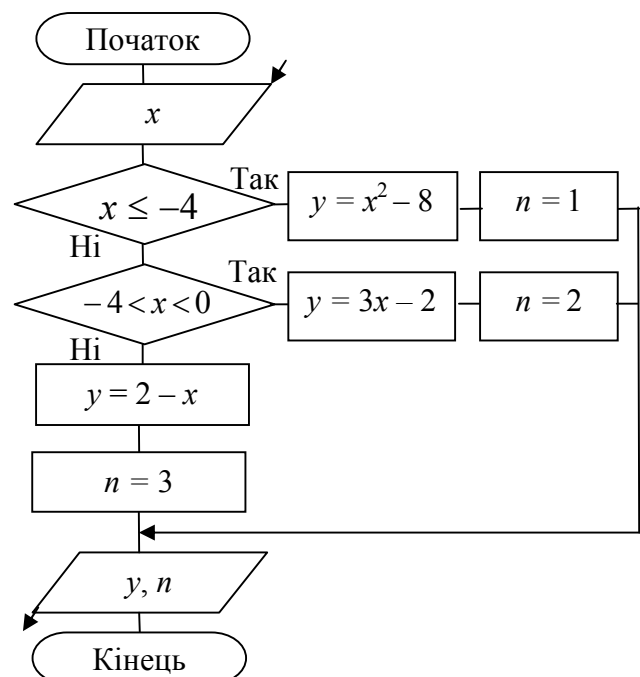 Початок
x
Так
x ≤ −4
y = x² – 8
n = 1
Ні
Так
−4 < x < 0
y = 3x – 2
n = 2
Ні
y = 2 – x
n = 3
y, n
Кінець